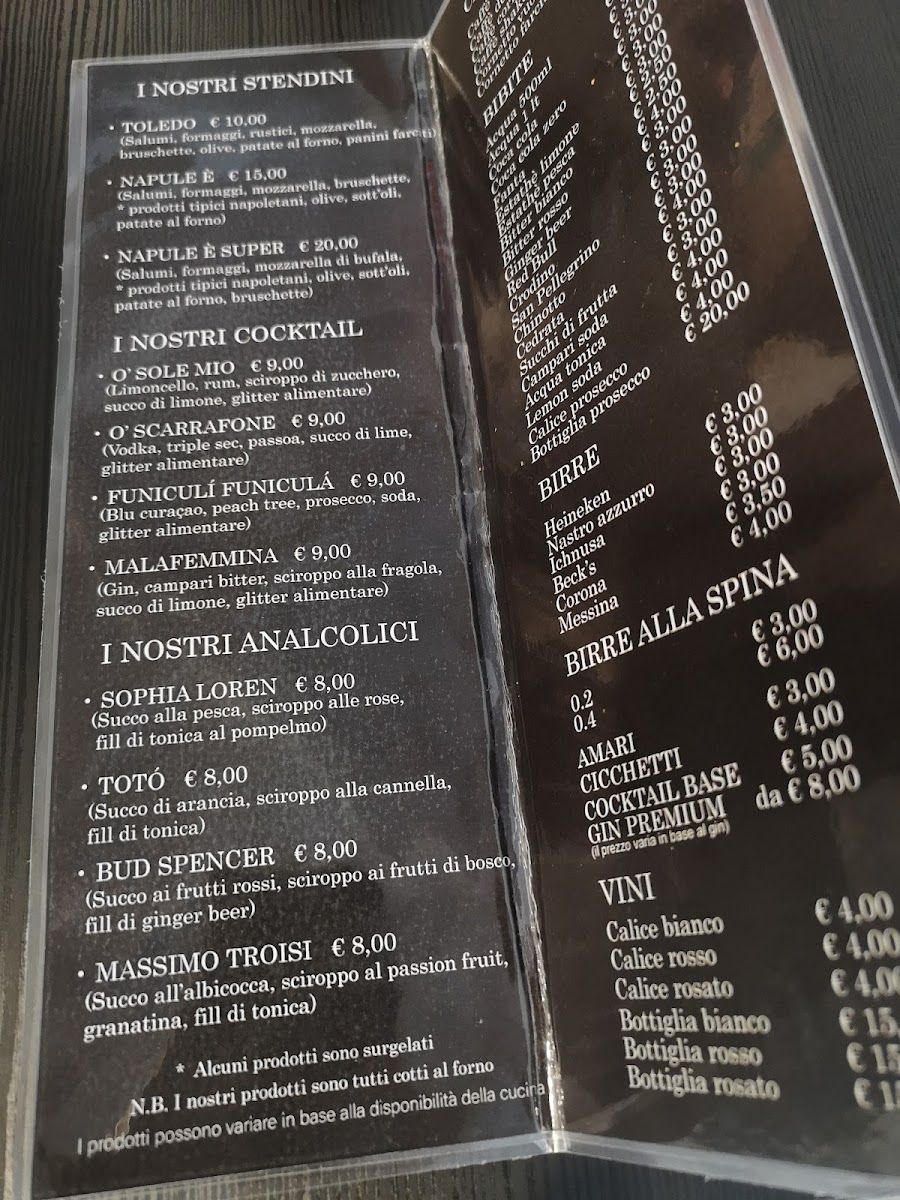 I NOSTRI STENDINI
• TOLEDO € 10,00
(Salumi, formaggi, rustici, mozzarella,
bruschette, olive, patate al forno, panini farciti)
• NAPULE È € 15,00
(Salumi, formaggi, mozzarella, bruschette,
* prodotti tipici napoletani, olive, sott'oli,
patate al forno)
• NAPULE È SUPER € 20,00
(Salumi, formaggi, mozzarella di bufala,
* prodotti tipici napoletani, olive, sott'oli,
patate al forno, bruschette)
I NOSTRI COCKTAIL
• O' SOLE MIO € 9,00
(Limoncello, rum, sciroppo di zucchero,
succo di limone, glitter alimentare)
• O' SCARRAFONE € 9,00
(Vodka, triple sec, passoa, succo di lime,
glitter alimentare)
• FUNICULÍ FUNICULÁ € 9,00
(Blu curaçao, peach tree, prosecco, soda,
glitter alimentare)
• MALAFEMMINA € 9,00
(Gin, campari bitter, sciroppo alla fragola,
succo di limone, glitter alimentare)
I NOSTRI ANALCOLICI
• SOPHIA LOREN € 8,00
(Succo alla pesca, sciroppo alle rose,
fill di tonica al pompelmo)
• TOTÓ € 8,00
(Succo di arancia, sciroppo alla cannella,
fill di tonica)
• BUD SPENCER € 8,00
(Succo ai frutti rossi, sciroppo ai frutti di bosco,
fill di ginger beer)
• MASSIMO TROISI € 8,00
(Succo all'albicocca, sciroppo al passion fruit,
granatina, fill di tonica)
* Alcuni prodotti sono surgelati
N.B. I nostri prodotti sono tutti cotti al forno
I prodotti possono variare in base alla disponibilità della cucina
BIBITE
Acqua 500ml
Acqua 1 lt
Coca cola
Coca cola zero
Fanta
Estathè limone
Estathè pesca
Bitter bianco
Bitter rosso
Ginger beer
Red Bull
Crodino
San Pellegrino
Chinotto
Cedrata
Succhi di frutta
Campari soda
Acqua tonica
Lemon soda
Calice prosecco € 4,00
Bottiglia prosecco € 20,00
BIRRE
Heineken € 3,00
Nastro azzurro € 3,00
Ichnusa € 3,00
Beck's € 3,00
Corona € 3,50
Messina € 4,00
BIRRE ALLA SPINA
0.2 € 3,00
0.4 € 6,00
AMARI € 3,00
CICCHETTI € 4,00
COCKTAIL BASE € 5,00
GIN PREMIUM da € 8,00
(il prezzo varia in base al gin)
VINI
Calice bianco € 4,00
Calice rosso € 4,00
Calice rosato € 4,00
Bottiglia bianco € 15,
Bottiglia rosso € 15
Bottiglia rosato €